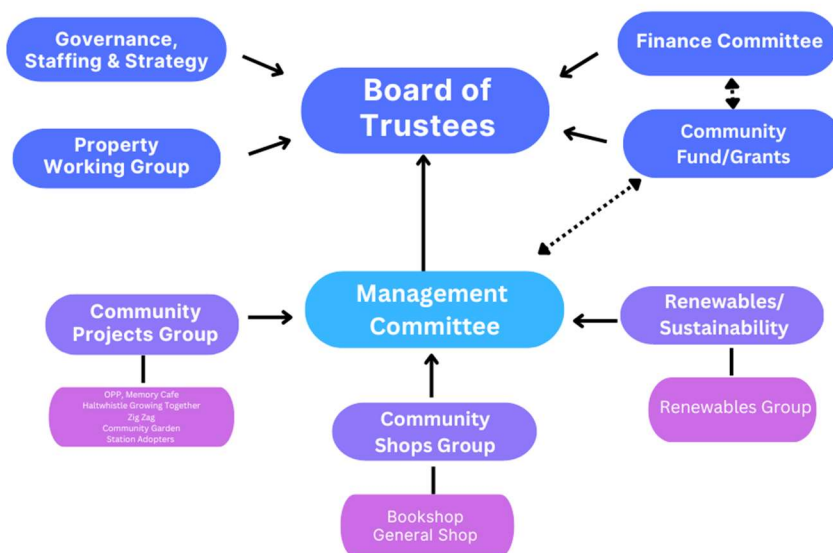 Governance,
Staffing & Strategy
Finance Committee
Board of
Trustees
Property
Working Group
Community
Fund/Grants
Management
Committee
Community
Projects Group
Renewables/
Sustainability
OPP, Memory Cafe
Haltwhistle Growing Together
Zig Zag
Community Garden
Station Adopters
Renewables Group
Community
Shops Group
Bookshop
General Shop